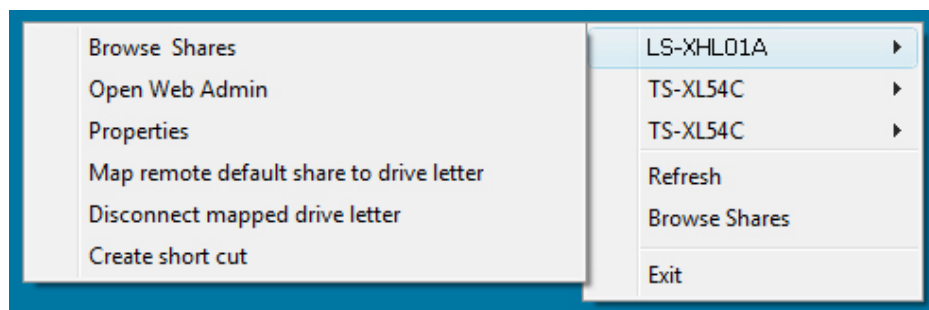 Browse  Shares
Open Web Admin
Properties
Map remote default share to drive letter
Disconnect mapped drive letter
Create short cut
LS-XHL01A
TS-XL54C
TS-XL54C
Refresh
Browse Shares
Exit